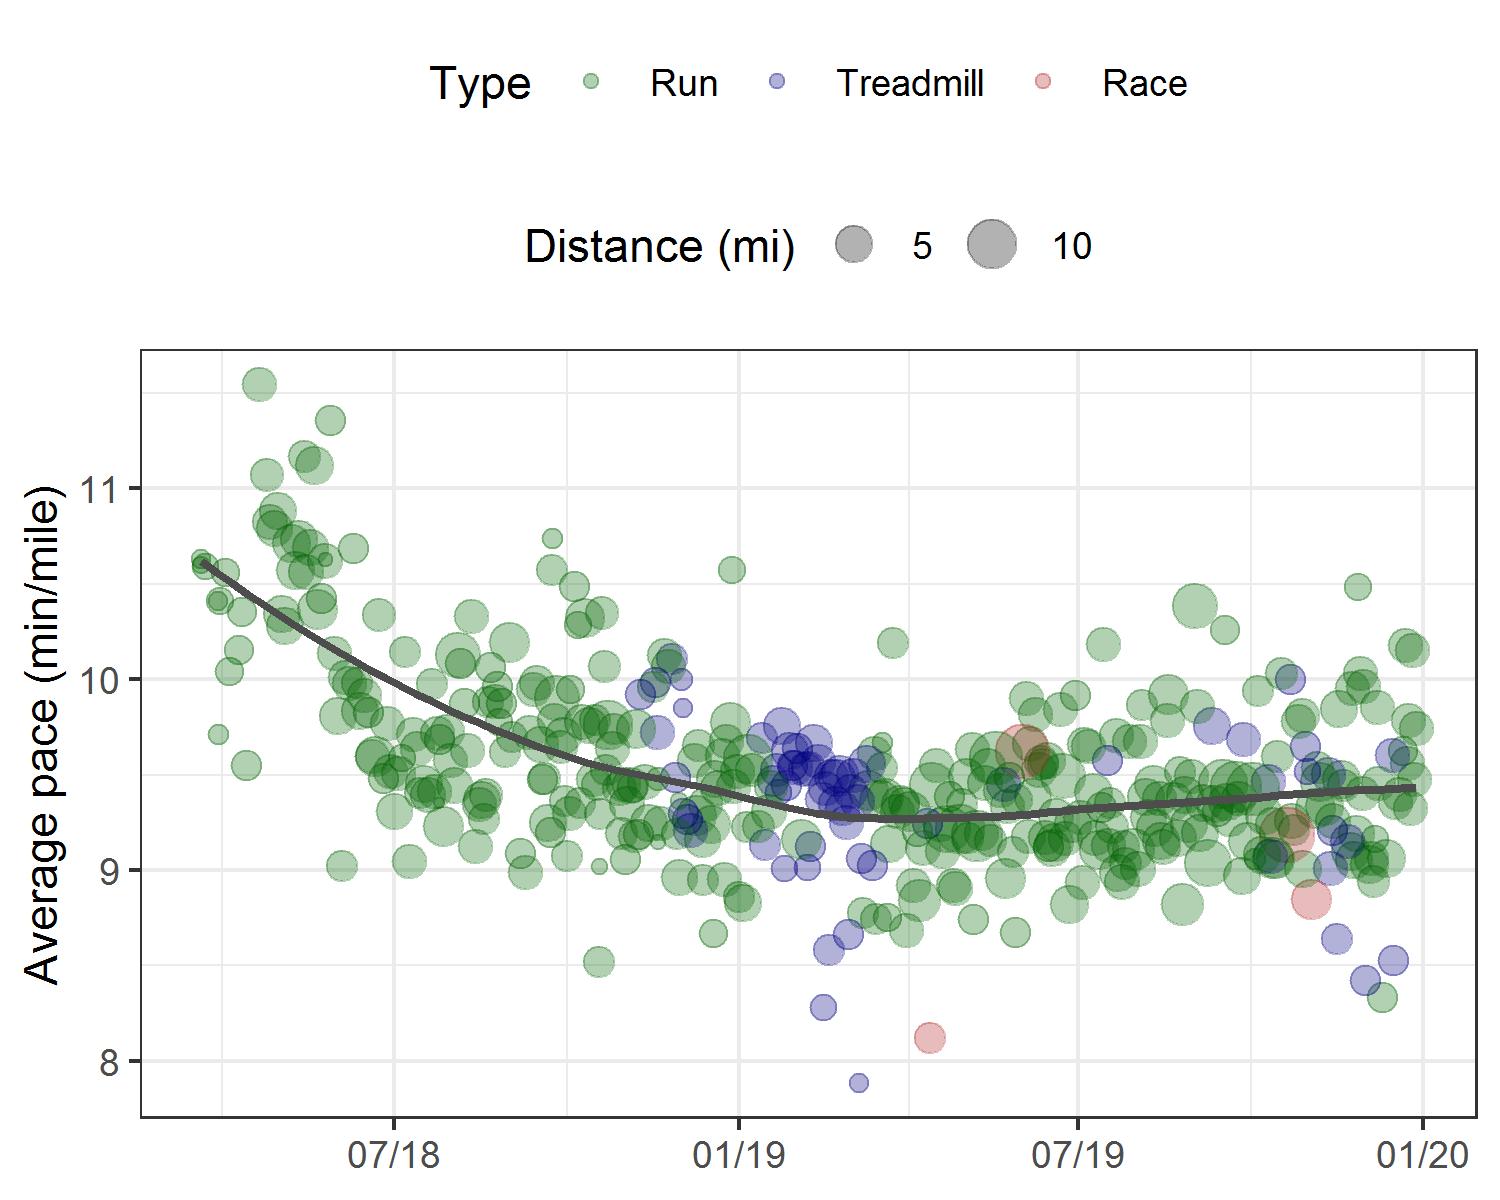 Type Run Treadmill Race
Distance (mi) 5 10
Average pace (min/mile)
11
10
9
8
07/18 01/19 07/19 01/20